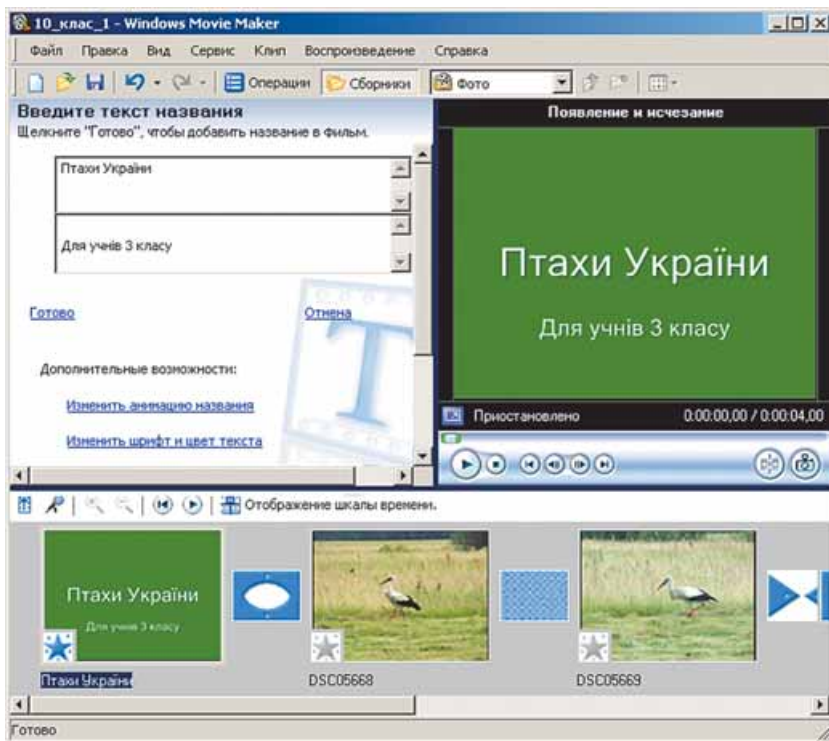 10_клас_1 - Windows Movie Maker
Файл Правка Вид Сервис Клип Воспроизведение Справка
Операции Сборники Фото
Введите текст названия
Щелкните "Готово", чтобы добавить название в фильм.
Птахи України
Для учнів 3 класу
Готово Отмена
Дополнительные возможности:
Изменить анимацию названия
Изменить шрифт и цвет текста
Появление и исчезание
Птахи України
Для учнів 3 класу
Приостановлено 0:00:00,00 / 0:00:04,00
Отображение шкалы времени.
Птахи України
Для учнів 3 класу
Птахи України DSC05668 DSC05669
Готово